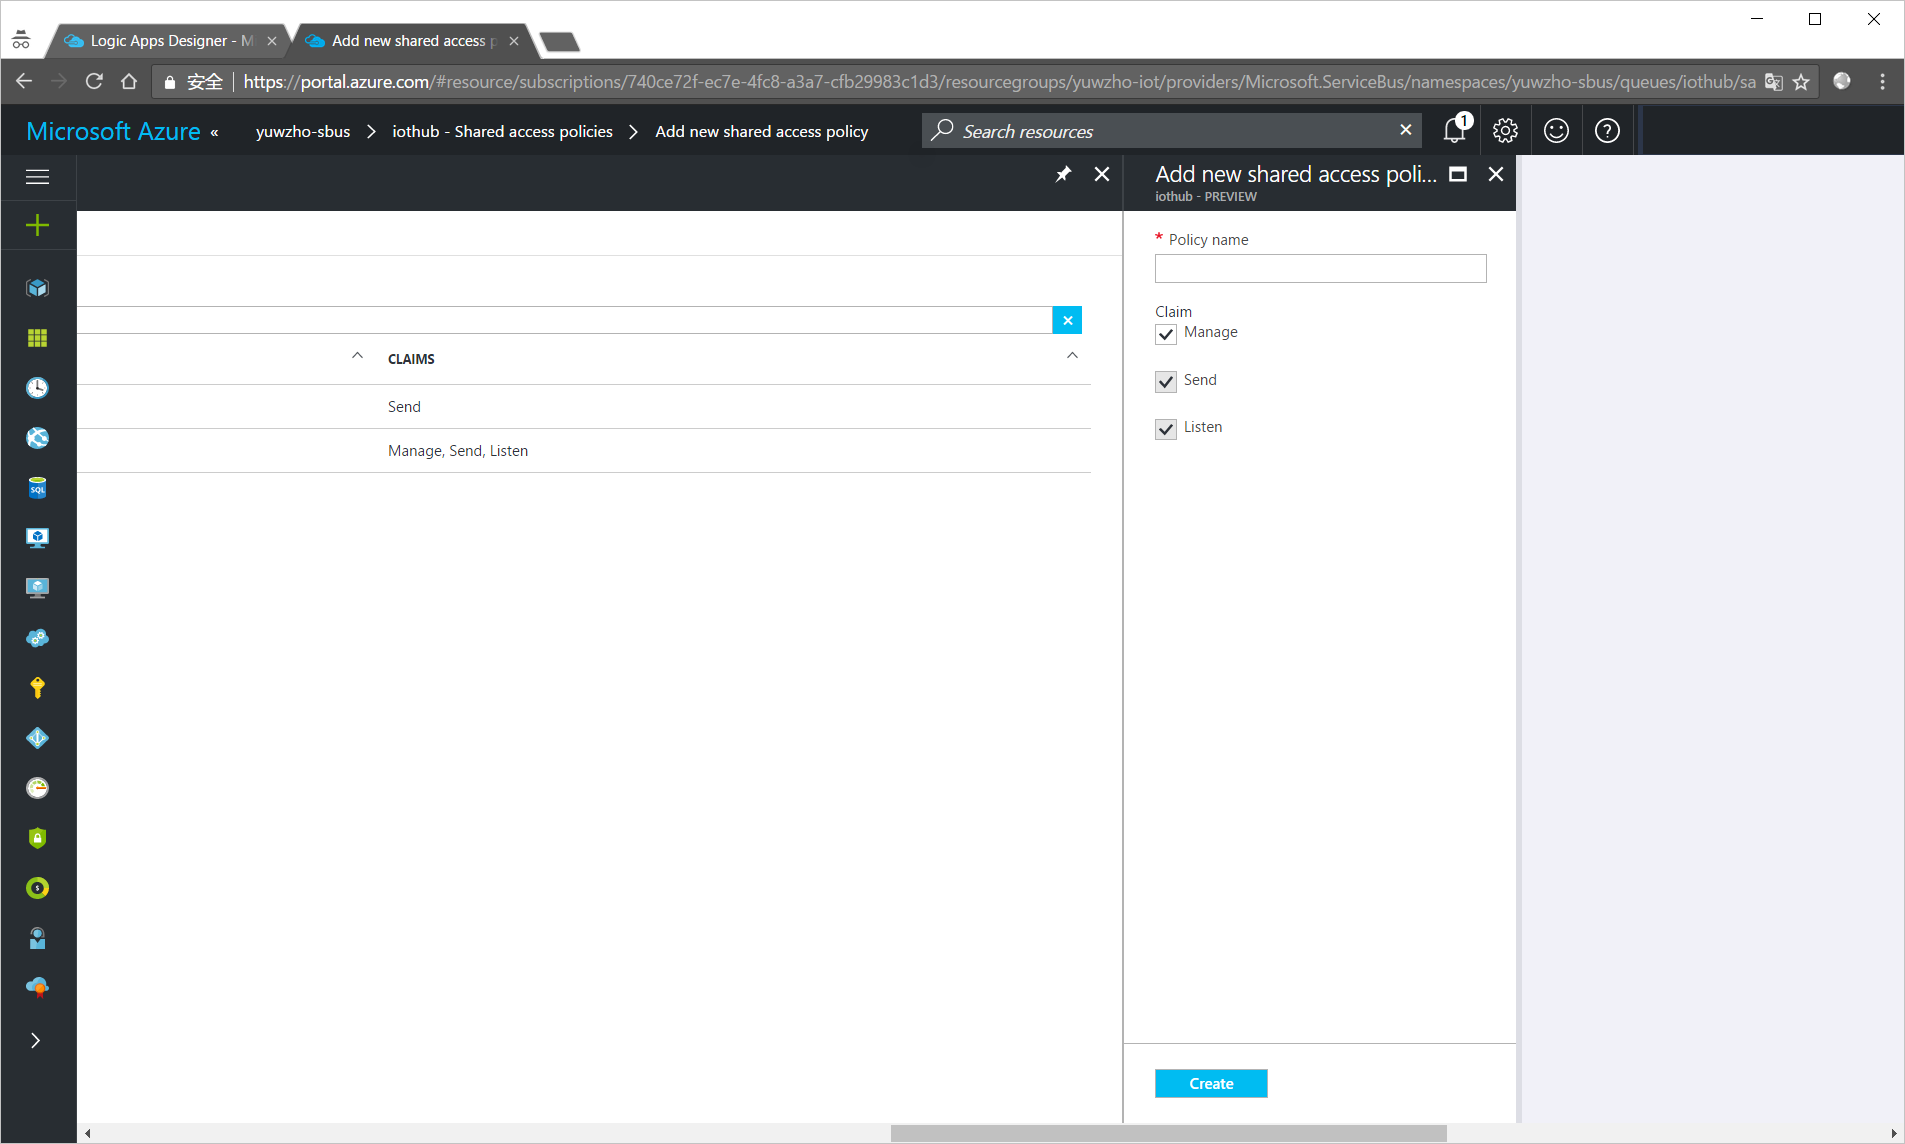 Logic Apps Designer - M
Add new shared access p
安全
https://portal.azure.com/#resource/subscriptions/740ce72f-ec7e-4fc8-a3a7-cfb29983c1d3/resourcegroups/yuwzho-iot/providers/Microsoft.ServiceBus/namespaces/yuwzho-sbus/queues/iothub/sa
Microsoft Azure «
yuwzho-sbus > iothub - Shared access policies > Add new shared access policy
Search resources
1
Add new shared access poli...
iothub - PREVIEW
* Policy name
Claim
Manage
Send
Listen
CLAIMS
Send
Manage, Send, Listen
SQL
Create